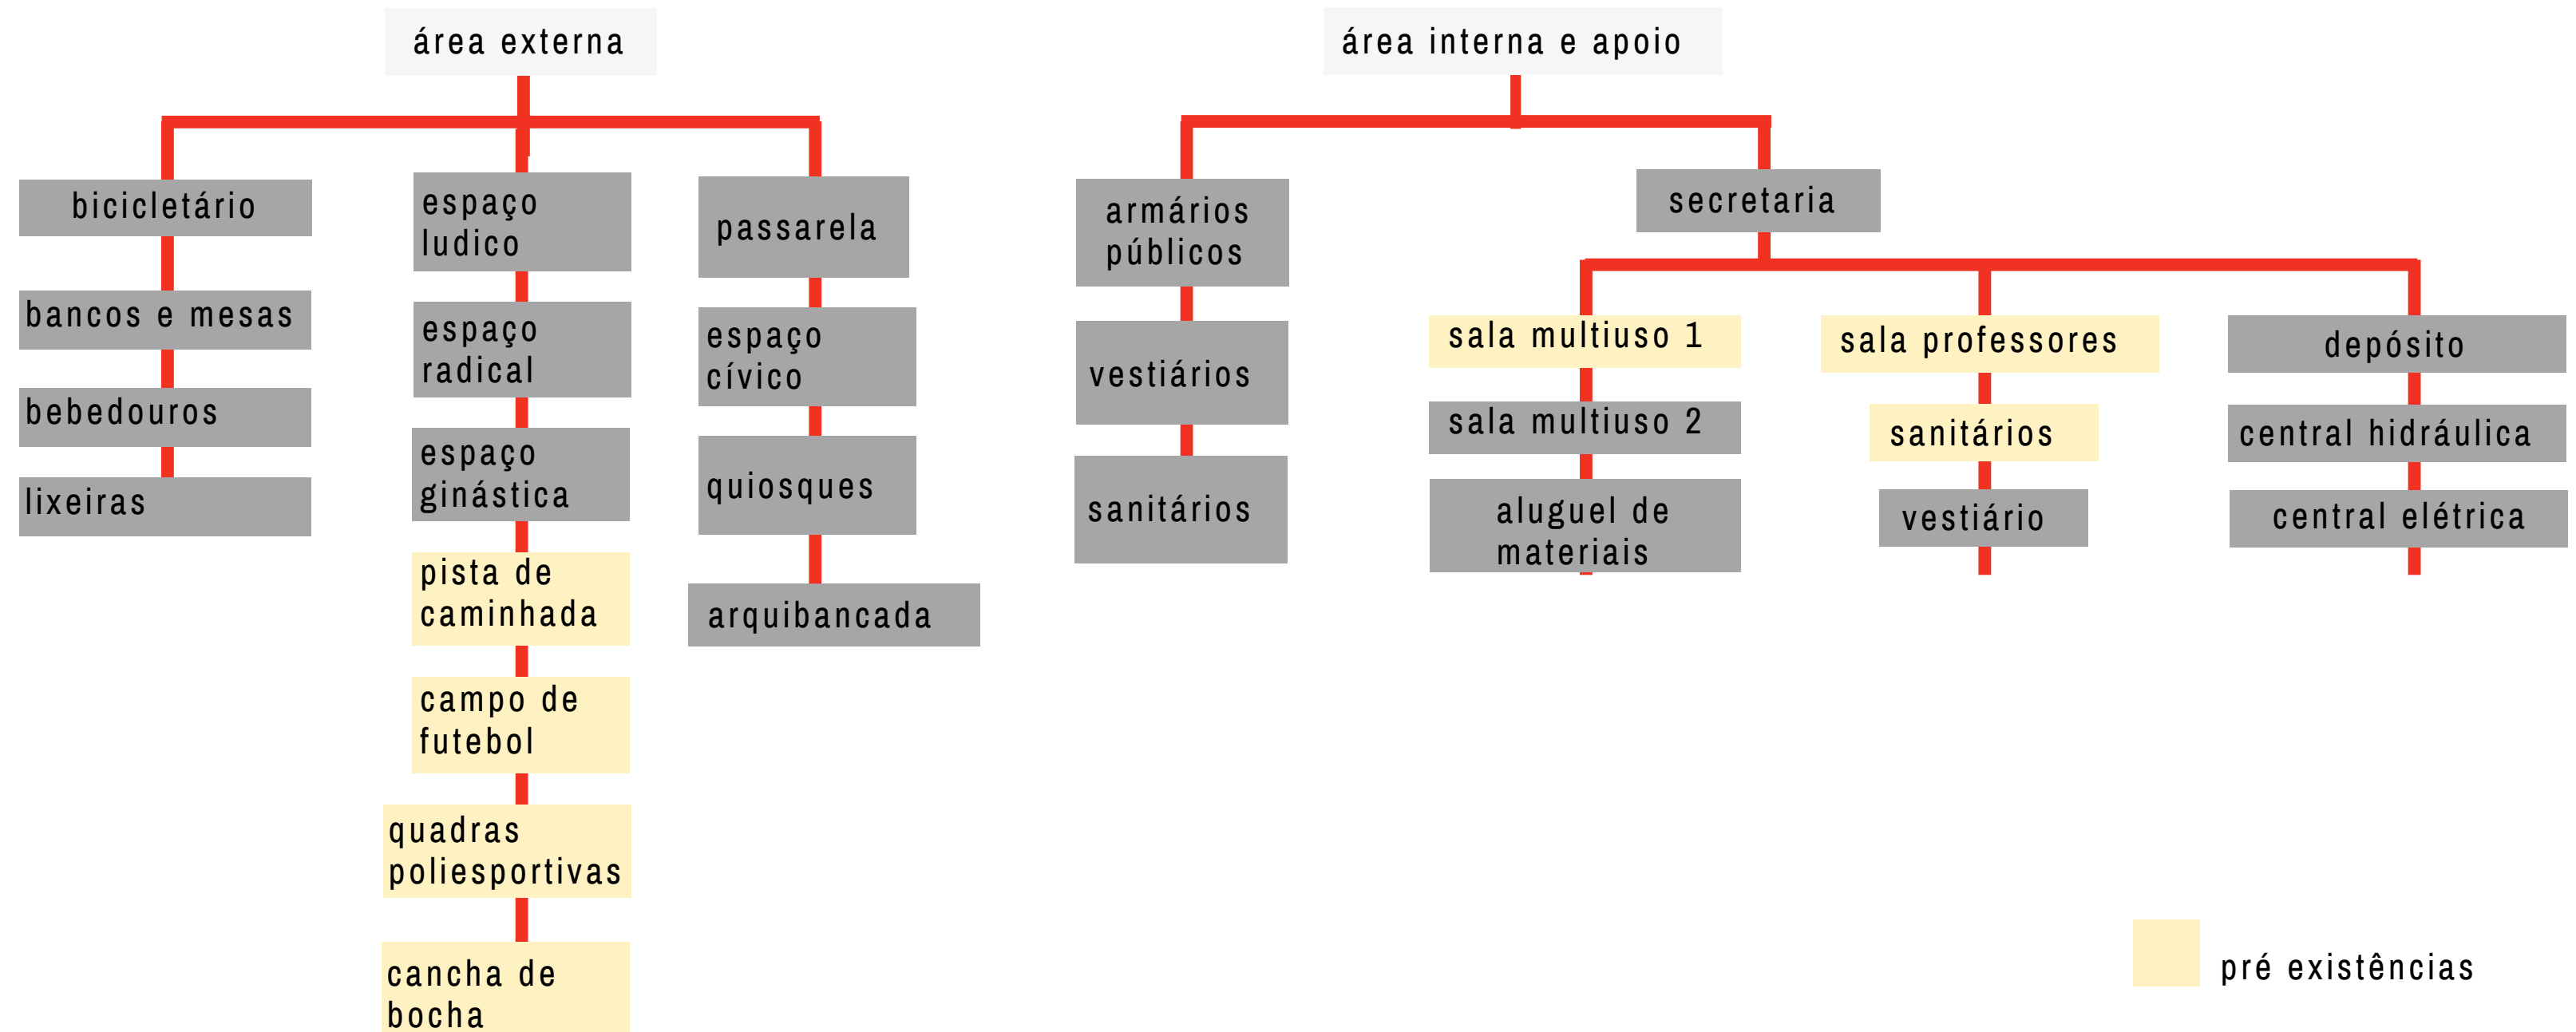 área externa
bicicletário
bancos e mesas
bebedouros
lixeiras
espaço
ludico
espaço
radical
espaço
ginástica
pista de
caminhada
campo de
futebol
quadras
poliesportivas
cancha de
bocha
passarela
espaço
cívico
quiosques
arquibancada
área interna e apoio
armários
públicos
vestiários
sanitários
secretaria
sala multiuso 1
sala multiuso 2
aluguel de
materiais
sala professores
sanitários
vestiário
depósito
central hidráulica
central elétrica
pré existências